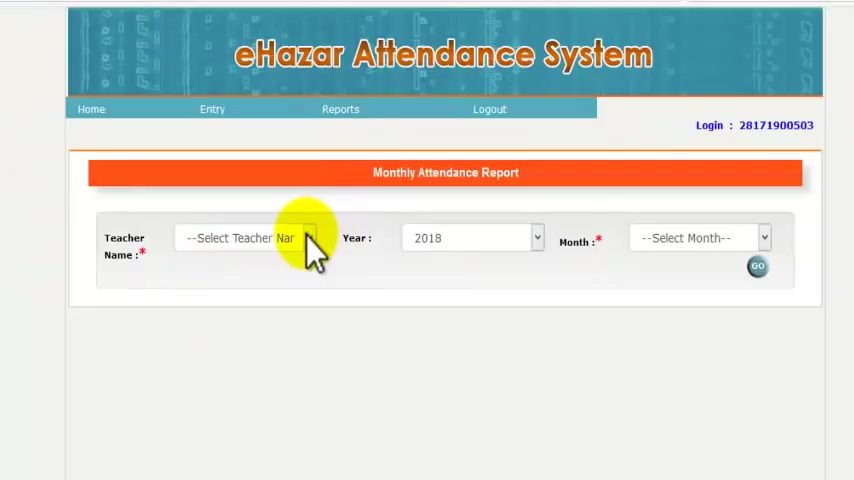 eHazar Attendance System
Home Entry Reports Logout
Login : 28171900503
Monthly Attendance Report
Teacher Name :* --Select Teacher Nar Year : 2018 Month :* --Select Month--
GO